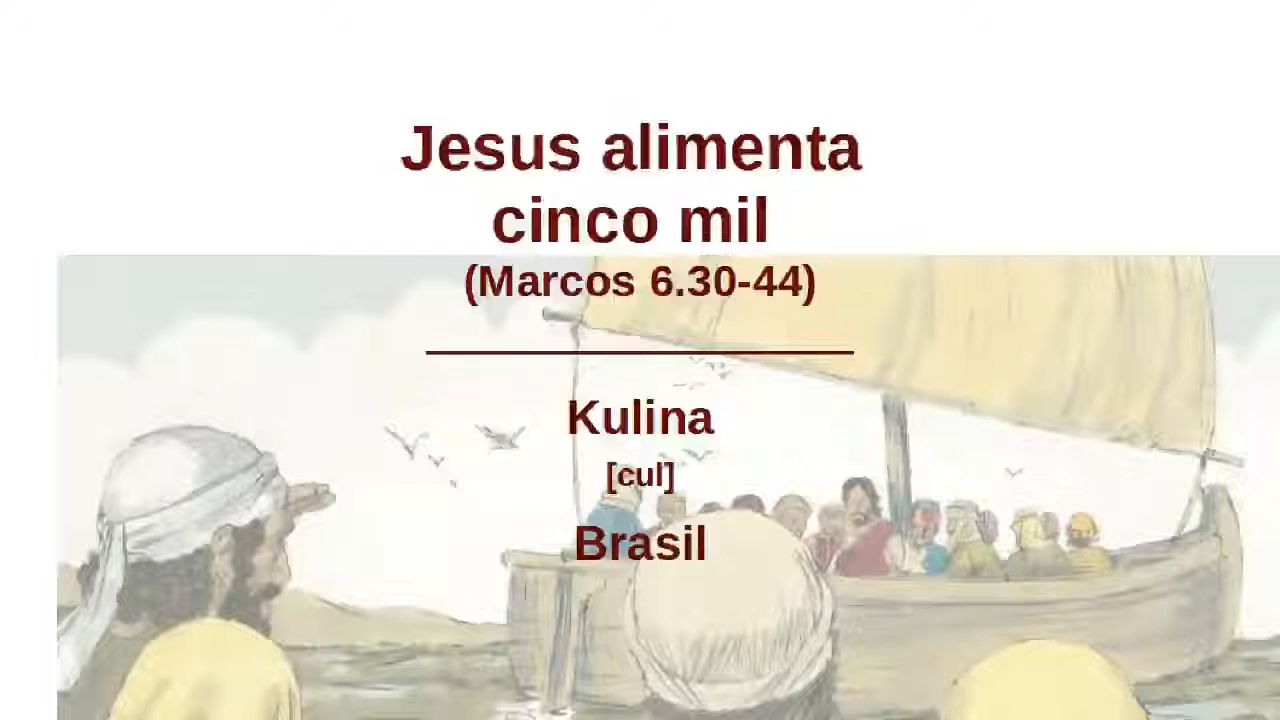 Jesus alimenta
cinco mil
(Marcos 6.30-44)
Kulina
[cul]
Brasil